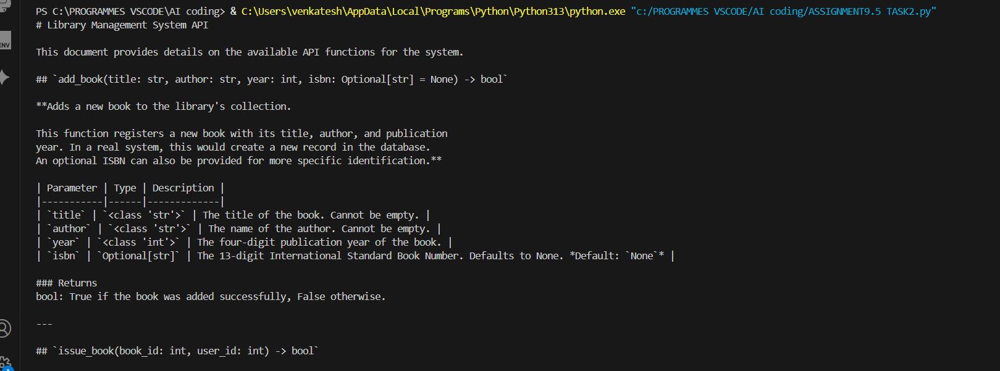 PS C:\PROGRAMMES VSCODE\AI coding> & C:\Users\venkatesh\AppData\Local\Programs\Python\Python313\python.exe "c:/PROGRAMMES VSCODE/AI coding/ASSIGNMENT9.5 TASK2.py"
# Library Management System API
ENV
This document provides details on the available API functions for the system.
## `add_book(title: str, author: str, year: int, isbn: Optional[str] = None) -> bool`
**Adds a new book to the library's collection.
This function registers a new book with its title, author, and publication
year. In a real system, this would create a new record in the database.
An optional ISBN can also be provided for more specific identification.**
| Parameter | Type | Description |
|-----------|------|-------------|
| `title` | `<class 'str'>` | The title of the book. Cannot be empty. |
| `author` | `<class 'str'>` | The name of the author. Cannot be empty. |
| `year` | `<class 'int'>` | The four-digit publication year of the book. |
| `isbn` | `Optional[str]` | The 13-digit International Standard Book Number. Defaults to None. *Default: `None`* |
### Returns
bool: True if the book was added successfully, False otherwise.
---
## `issue_book(book_id: int, user_id: int) -> bool`